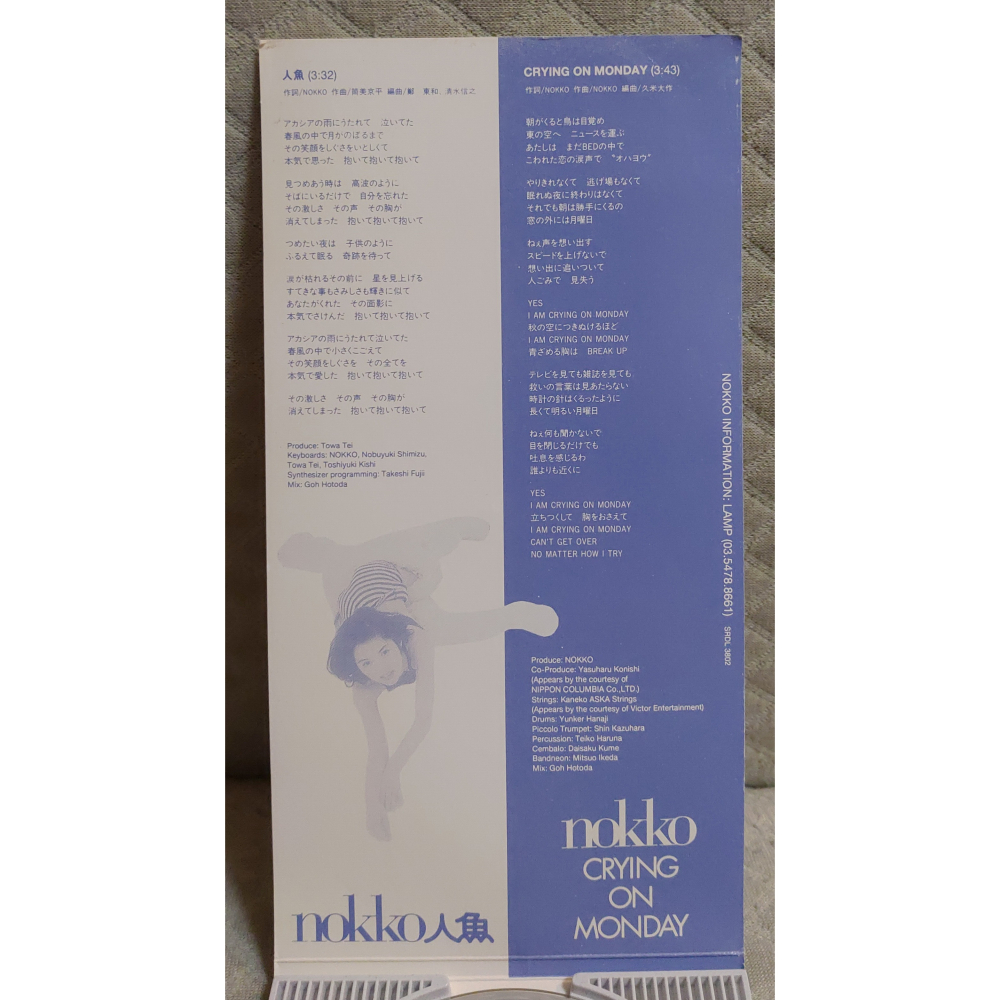 人魚 (3:32)
作詞/NOKKO 作曲/筒美京平 編曲/鄭 東和、清水信之
アカシアの雨にうたれて 泣いてた
春風の中で月がのぼるまで
その笑顔をしぐさをいとしくて
本気で思った 抱いて抱いて抱いて
見つめあう時は 高波のように
そばにいるだけで 自分を忘れた
その激しさ その声 その胸が
消えてしまった 抱いて抱いて抱いて
つめたい夜は 子供のように
ふるえて眠る 奇跡を待って
涙が枯れるその前に 星を見上げる
すてきな事もさみしさも輝きに似て
あなたがくれた その面影に
本気でさけんだ 抱いて抱いて抱いて
アカシアの雨にうたれて泣いてた
春風の中で小さくこごえて
その笑顔をしぐさを その全てを
本気で愛した 抱いて抱いて抱いて
その激しさ その声 その胸が
消えてしまった 抱いて抱いて抱いて
Produce: Towa Tei
Keyboards: NOKKO, Nobuyuki Shimizu,
Towa Tei, Toshiyuki Kishi
Synthesizer programming: Takeshi Fujii
Mix: Goh Hotoda
nokko人魚
CRYING ON MONDAY (3:43)
作詞/NOKKO 作曲/NOKKO 編曲/久米大作
朝がくると鳥は目覚め
東の空へ ニュースを運ぶ
あたしは まだBEDの中で
こわれた恋の涙声で “オハヨウ”
やりきれなくて 逃げ場もなくて
眠れぬ夜に終わりはなくて
それでも朝は勝手にくるの
窓の外には月曜日
ねぇ声を想い出す
スピードを上げないで
想い出に追いついて
人ごみで 見失う
YES
I AM CRYING ON MONDAY
秋の空につきぬけるほど
I AM CRYING ON MONDAY
青ざめる胸は BREAK UP
テレビを見ても雑誌を見ても
救いの言葉は見あたらない
時計の針はくるったように
長くて明るい月曜日
ねぇ何も聞かないで
目を閉じるだけでも
吐息を感じるわ
誰よりも近くに
YES
I AM CRYING ON MONDAY
立ちつくして 胸をおさえて
I AM CRYING ON MONDAY
CAN'T GET OVER
NO MATTER HOW I TRY
Produce: NOKKO
Co-Produce: Yasuharu Konishi
(Appears by the courtesy of
NIPPON COLUMBIA Co.,LTD.)
Strings: Kaneko ASKA Strings
(Appears by the courtesy of Victor Entertainment)
Drums: Yunker Hanaji
Piccolo Trumpet: Shin Kazuhara
Percussion: Teiko Haruna
Cembalo: Daisaku Kume
Bandneon: Mitsuo Ikeda
Mix: Goh Hotoda
nokko
CRYING
ON
MONDAY
NOKKO INFORMATION: LAMP (03.5478.8661) SRDL 3802